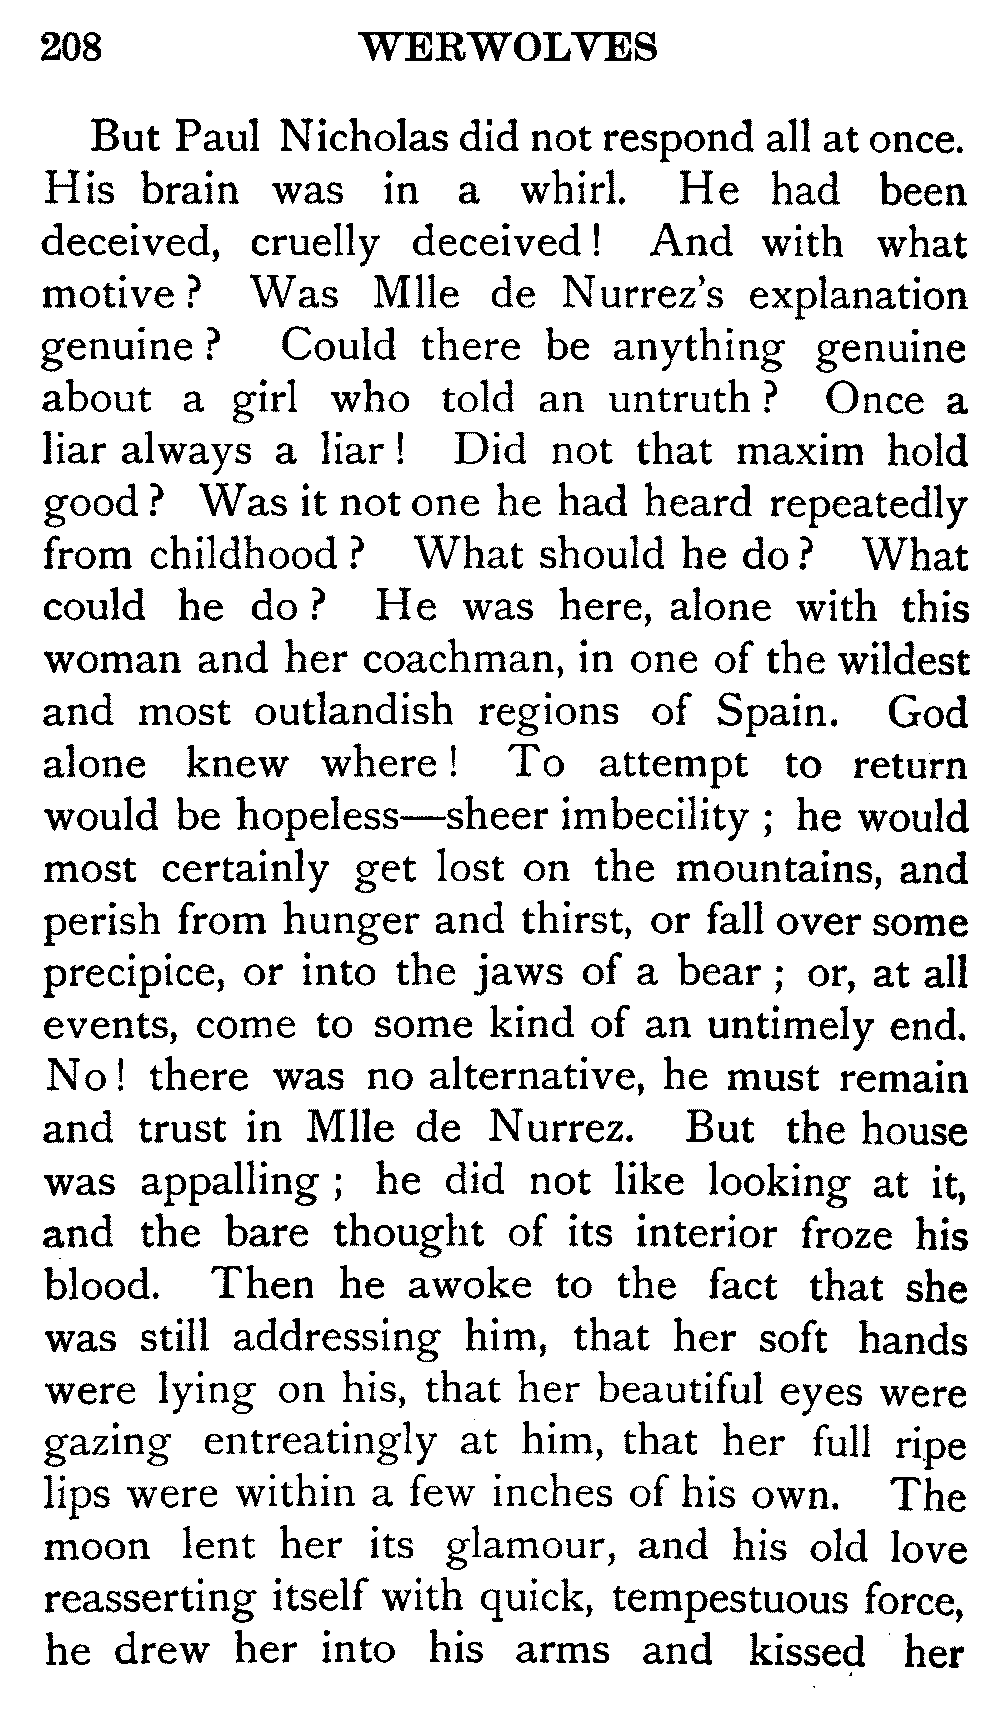 208 WERWOLVES
But Paul Nicholas did not respond all at once.
His brain was in a whirl. He had been
deceived, cruelly deceived! And with what
motive? Was Mlle de Nurrez's explanation
genuine? Could there be anything genuine
about a girl who told an untruth? Once a
liar always a liar! Did not that maxim hold
good? Was it not one he had heard repeatedly
from childhood? What should he do? What
could he do? He was here, alone with this
woman and her coachman, in one of the wildest
and most outlandish regions of Spain. God
alone knew where! To attempt to return
would be hopeless—sheer imbecility; he would
most certainly get lost on the mountains, and
perish from hunger and thirst, or fall over some
precipice, or into the jaws of a bear; or, at all
events, come to some kind of an untimely end.
No! there was no alternative, he must remain
and trust in Mlle de Nurrez. But the house
was appalling; he did not like looking at it,
and the bare thought of its interior froze his
blood. Then he awoke to the fact that she
was still addressing him, that her soft hands
were lying on his, that her beautiful eyes were
gazing entreatingly at him, that her full ripe
lips were within a few inches of his own. The
moon lent her its glamour, and his old love
reasserting itself with quick, tempestuous force,
he drew her into his arms and kissed her